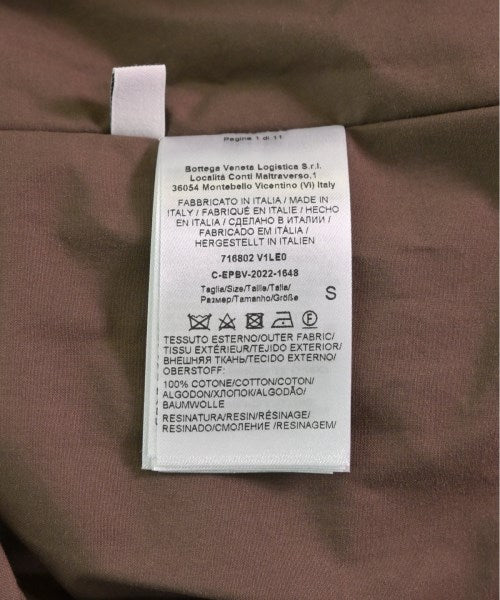 Pagina 1 di 11
Bottega Veneta Logistica S.r.l.
Località Conti Maltraverso,1
36054 Montebello Vicentino (VI) Italy
FABBRICATO IN ITALIA / MADE IN
ITALY / FABRIQUÉ EN ITALIE / HECHO
EN ITALIA / СДЕЛАНО В ИТАЛИИ /
FABRICADO EM ITÁLIA /
HERGESTELLT IN ITALIEN
716802 V1LE0
C-EPBV-2022-1648
Taglia/Size/Taille/Talla/
Размер/Tamanho/Größe S
TESSUTO ESTERNO/OUTER FABRIC/
TISSU EXTÉRIEUR/TEJIDO EXTERIOR/
ВНЕШНЯЯ ТКАНЬ/TECIDO EXTERNO/
OBERSTOFF:
100% COTONE/COTTON/COTON/
ALGODON/ХЛОПОК/ALGODÃO/
BAUMWOLLE
RESINATURA/RESIN/RÉSINAGE/
RESINADO/СМОЛЕНИЕ /RESINAGEM/